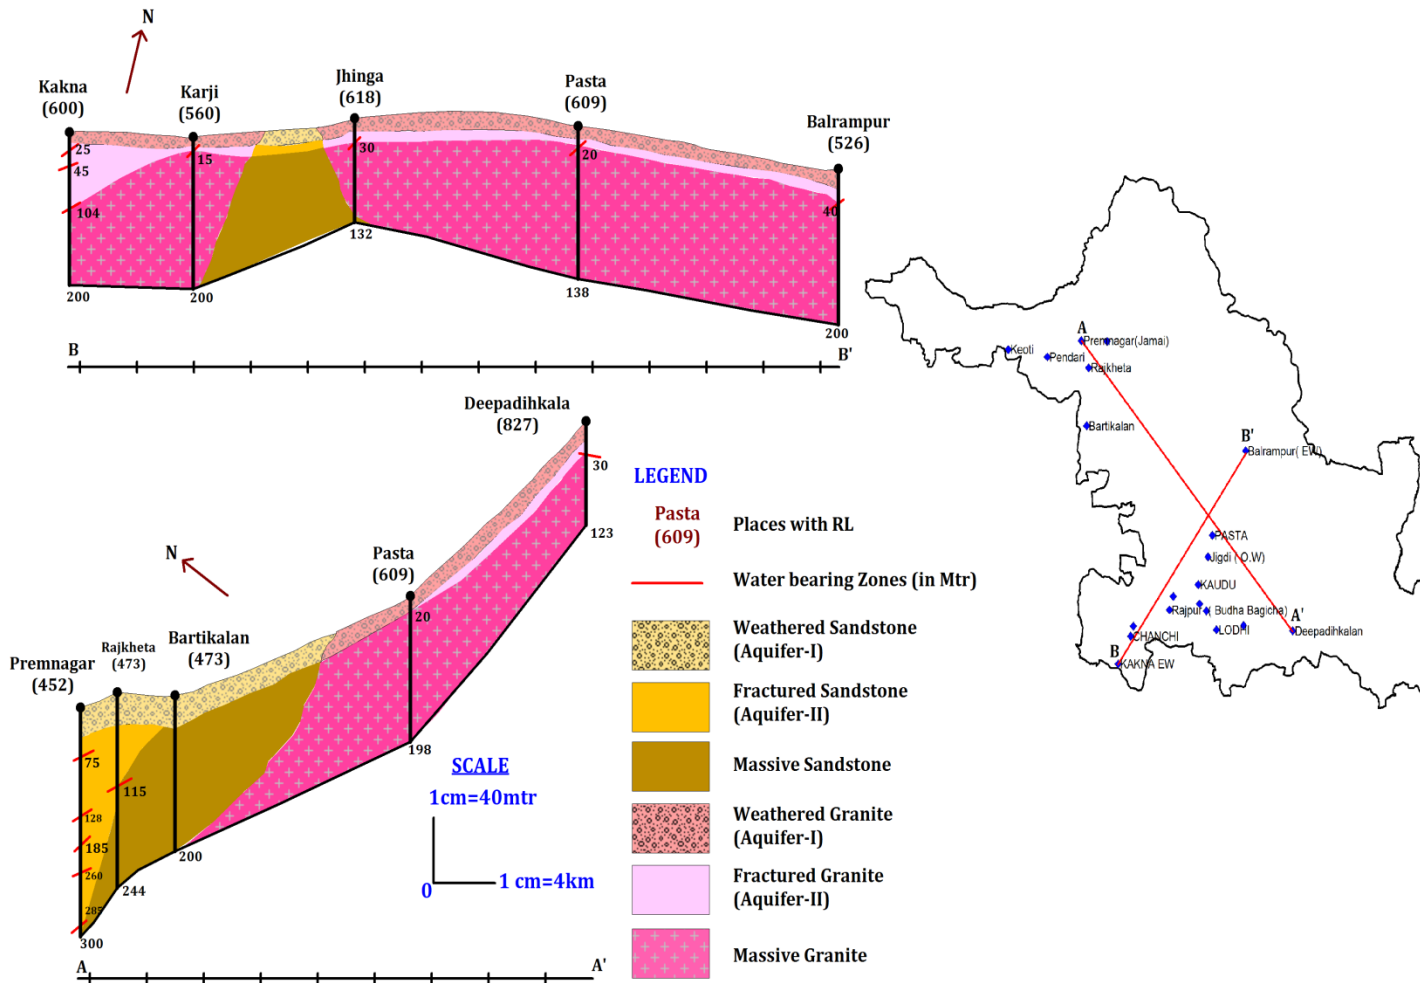 N
Kakna
(600)
Karji
(560)
Jhinga
(618)
Pasta
(609)
Balrampur
(526)
25
45
104
15
30
20
40
200
200
132
138
200
B
B'
Deepadihkala
(827)
N
Pasta
(609)
Bartikalan
(473)
Rajkheta
(473)
Premnagar
(452)
30
123
20
198
75
115
128
185
260
285
200
244
300
A
A'
SCALE
1cm=40mtr
0
1 cm=4km
LEGEND
Pasta
(609)
Places with RL
Water bearing Zones (in Mtr)
Weathered Sandstone
(Aquifer-I)
Fractured Sandstone
(Aquifer-II)
Massive Sandstone
Weathered Granite
(Aquifer-I)
Fractured Granite
(Aquifer-II)
Massive Granite
A
Premnagar(Jamai)
Keoti
Pendari
Rajkheta
Bartikalan
B'
Balrampur( EW)
PASTA
Jigdi ( O.W)
KAUDU
Rajpur
( Budha Bagicha)
LODHI
A'
Deepadihkalan
CHANCHI
B
KAKNA EW